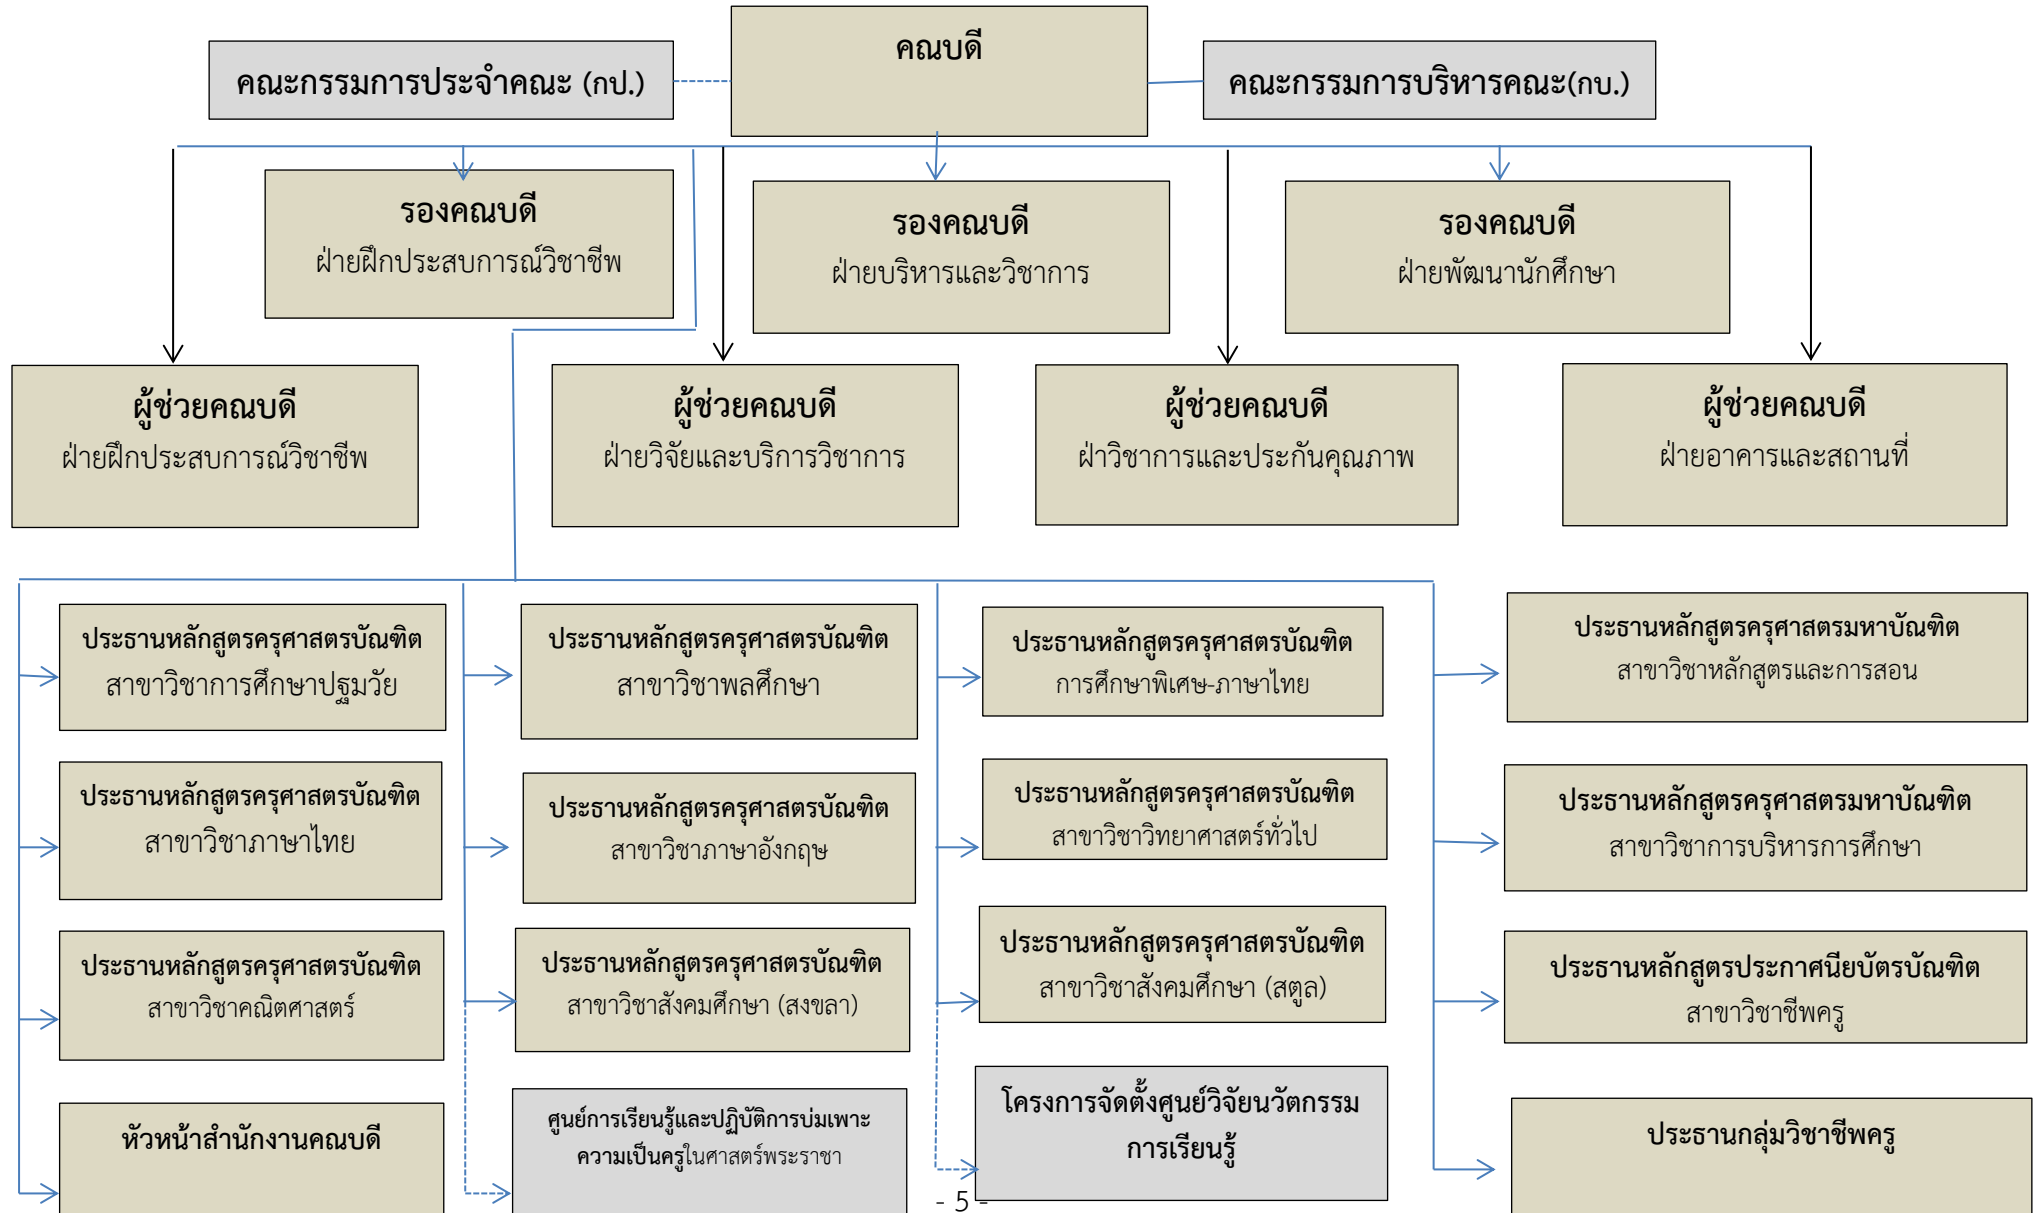 คณบดี
คณะกรรมการประจำคณะ (กป.)
คณะกรรมการบริหารคณะ(กบ.)
รองคณบดี
ฝ่ายฝึกประสบการณ์วิชาชีพ
รองคณบดี
ฝ่ายบริหารและวิชาการ
รองคณบดี
ฝ่ายพัฒนานักศึกษา
ผู้ช่วยคณบดี
ฝ่ายฝึกประสบการณ์วิชาชีพ
ผู้ช่วยคณบดี
ฝ่ายวิจัยและบริการวิชาการ
ผู้ช่วยคณบดี
ฝ่าวิชาการและประกันคุณภาพ
ผู้ช่วยคณบดี
ฝ่ายอาคารและสถานที่
ประธานหลักสูตรครุศาสตรบัณฑิต
สาขาวิชาการศึกษาปฐมวัย
ประธานหลักสูตรครุศาสตรบัณฑิต
สาขาวิชาพลศึกษา
ประธานหลักสูตรครุศาสตรบัณฑิต
การศึกษาพิเศษ-ภาษาไทย
ประธานหลักสูตรครุศาสตรมหาบัณฑิต
สาขาวิชาหลักสูตรและการสอน
ประธานหลักสูตรครุศาสตรบัณฑิต
สาขาวิชาภาษาไทย
ประธานหลักสูตรครุศาสตรบัณฑิต
สาขาวิชาภาษาอังกฤษ
ประธานหลักสูตรครุศาสตรบัณฑิต
สาขาวิชาวิทยาศาสตร์ทั่วไป
ประธานหลักสูตรครุศาสตรมหาบัณฑิต
สาขาวิชาการบริหารการศึกษา
ประธานหลักสูตรครุศาสตรบัณฑิต
สาขาวิชาคณิตศาสตร์
ประธานหลักสูตรครุศาสตรบัณฑิต
สาขาวิชาสังคมศึกษา (สงขลา)
ประธานหลักสูตรครุศาสตรบัณฑิต
สาขาวิชาสังคมศึกษา (สตูล)
ประธานหลักสูตรประกาศนียบัตรบัณฑิต
สาขาวิชาชีพครู
หัวหน้าสำนักงานคณบดี
ศูนย์การเรียนรู้และปฏิบัติการบ่มเพาะ
ความเป็นครูในศาสตร์พระราชา
โครงการจัดตั้งศูนย์วิจัยนวัตกรรม
การเรียนรู้
ประธานกลุ่มวิชาชีพครู
- 5 -